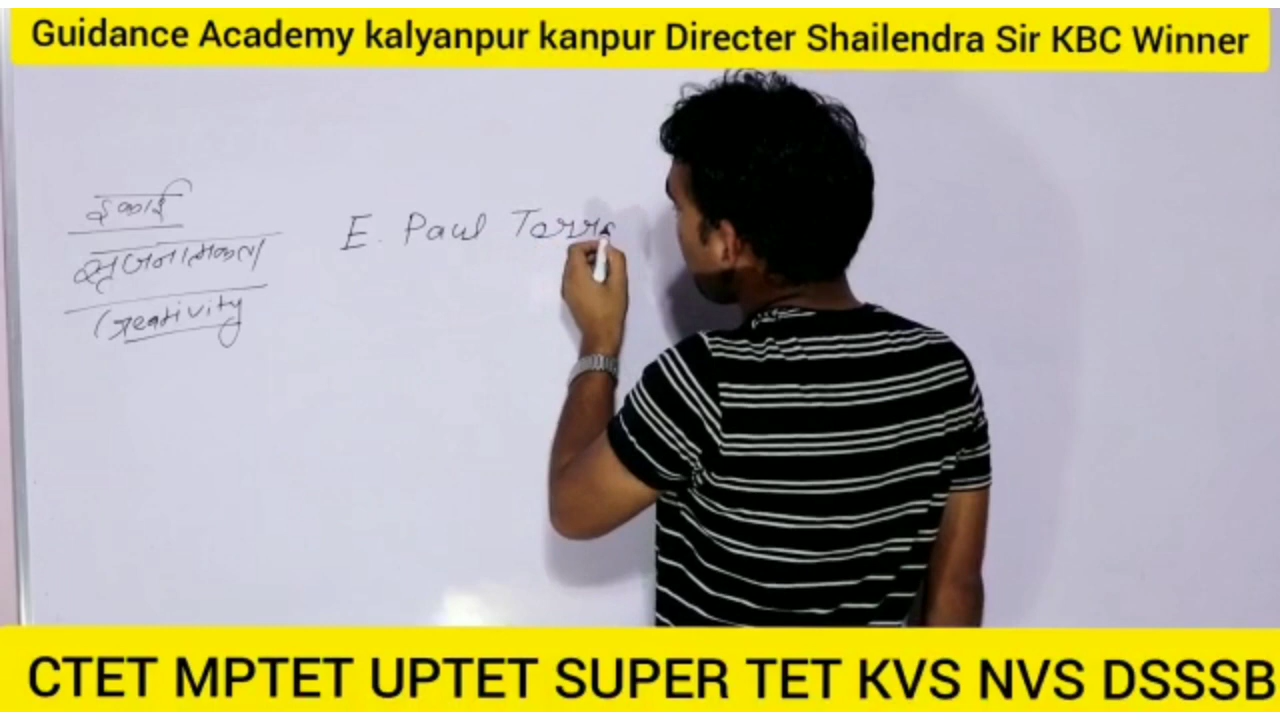 Guidance Academy kalyanpur kanpur Directer Shailendra Sir KBC Winner
इकाई
सृजनात्मकता
Creativity
E. Paul Torra
CTET MPTET UPTET SUPER TET KVS NVS DSSSB